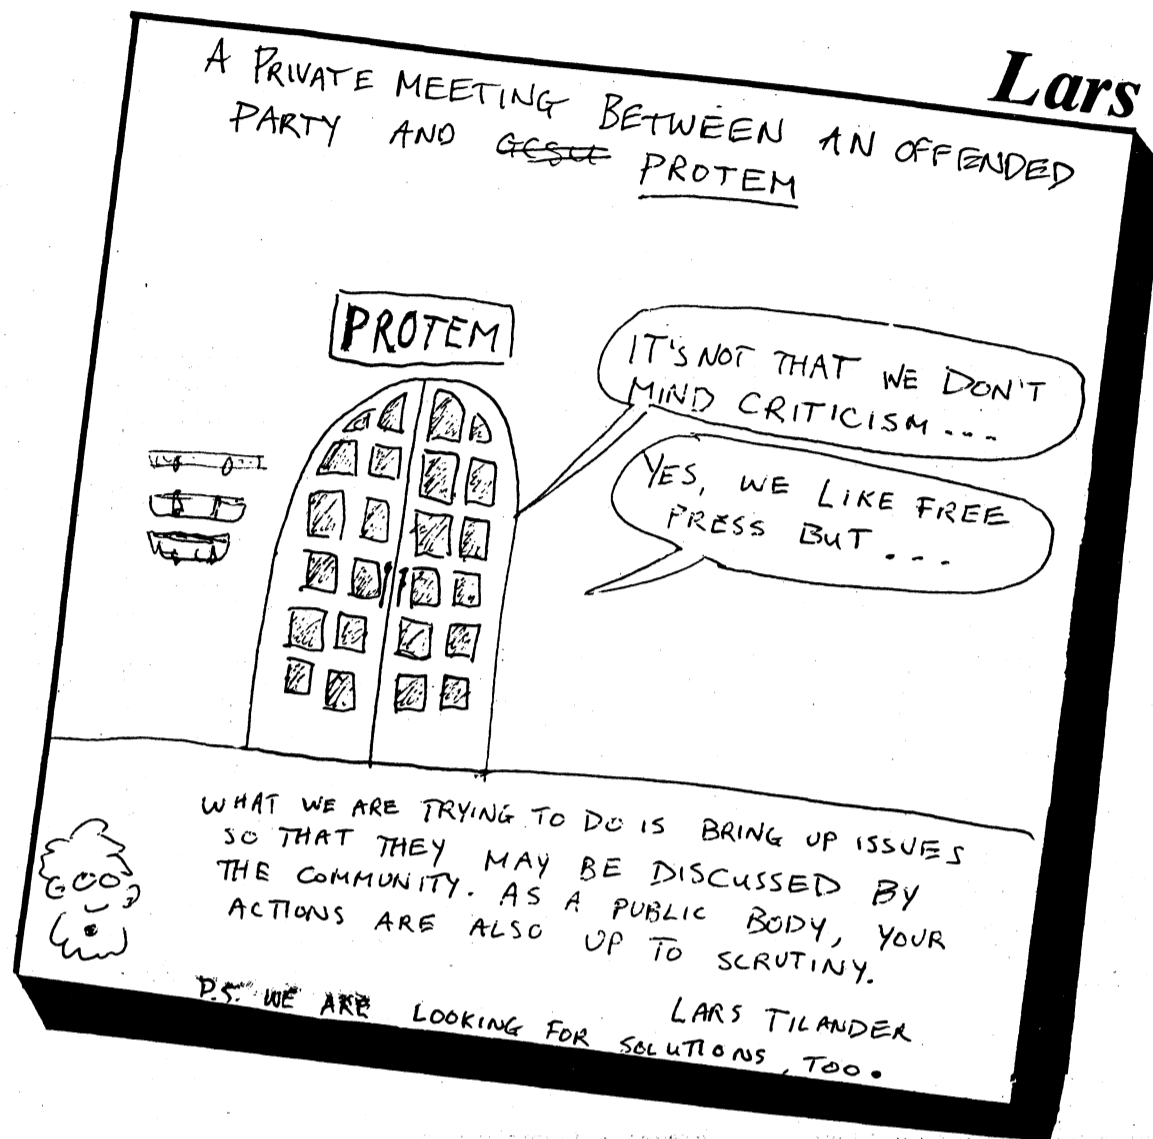 Lars
A PRIVATE MEETING BETWEEN AN OFFENDED
PARTY AND GCSU PROTEM
PROTEM
IT'S NOT THAT WE DON'T
MIND CRITICISM...
YES, WE LIKE FREE
PRESS BUT...
WHAT WE ARE TRYING TO DO IS BRING UP ISSUES
SO THAT THEY MAY BE DISCUSSED BY
THE COMMUNITY. AS A PUBLIC BODY, YOUR
ACTIONS ARE ALSO UP TO SCRUTINY.
LARS TILANDER
P.S. WE ARE LOOKING FOR SOLUTIONS, TOO.